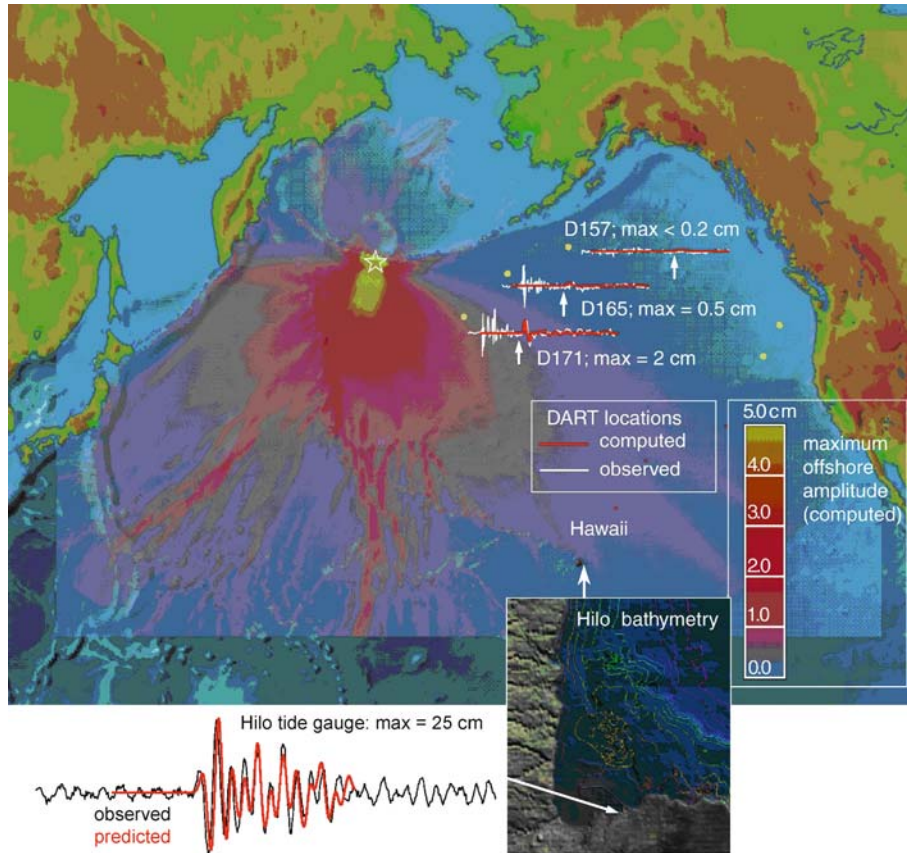 D157; max < 0.2 cm
D165; max = 0.5 cm
D171; max = 2 cm
DART locations
computed
observed
5.0 cm
4.0
3.0
2.0
1.0
0.0
maximum
offshore
amplitude
(computed)
Hawaii
Hilo bathymetry
Hilo tide gauge: max = 25 cm
observed
predicted